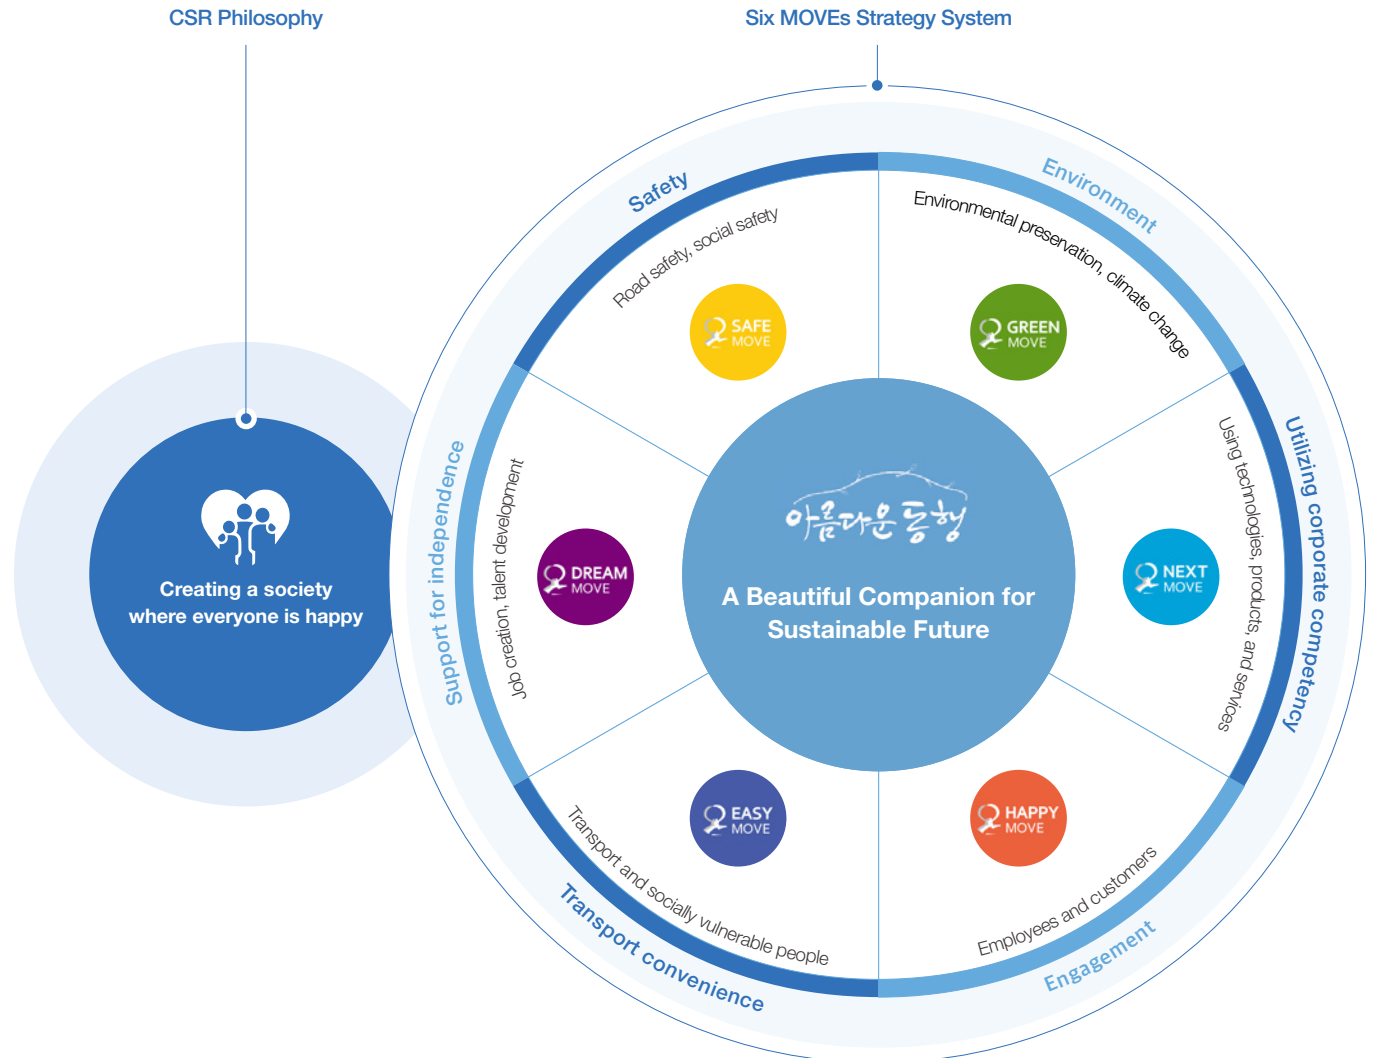 CSR Philosophy
Six MOVEs Strategy System
Creating a society
where everyone is happy
Safety
Road safety, social safety
SAFE
MOVE
Environment
Environmental preservation, climate change
GREEN
MOVE
Support for independence
Job creation, talent development
DREAM
MOVE
아름다운 동행
A Beautiful Companion for
Sustainable Future
Utilizing corporate competency
Using technologies, products, and services
NEXT
MOVE
Transport convenience
Transport and socially vulnerable people
EASY
MOVE
Engagement
Employees and customers
HAPPY
MOVE